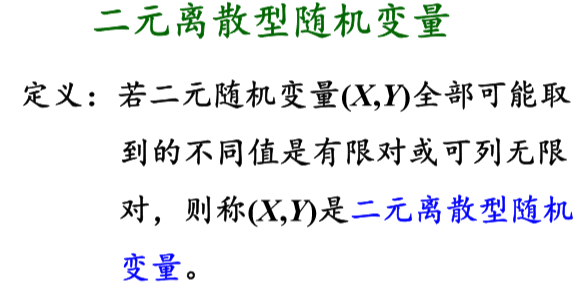 二元离散型随机变量
定义：若二元随机变量(X,Y)全部可能取
到的不同值是有限对或可列无限
对，则称(X,Y)是二元离散型随机
变量。